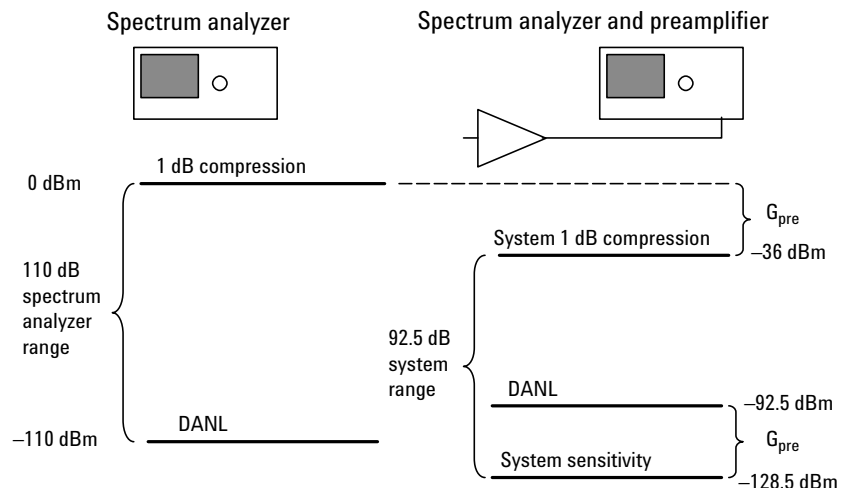 Spectrum analyzer
Spectrum analyzer and preamplifier
0 dBm
1 dB compression
110 dB
spectrum
analyzer
range
DANL
–110 dBm
G_pre
System 1 dB compression
–36 dBm
92.5 dB
system
range
DANL
–92.5 dBm
G_pre
System sensitivity
–128.5 dBm